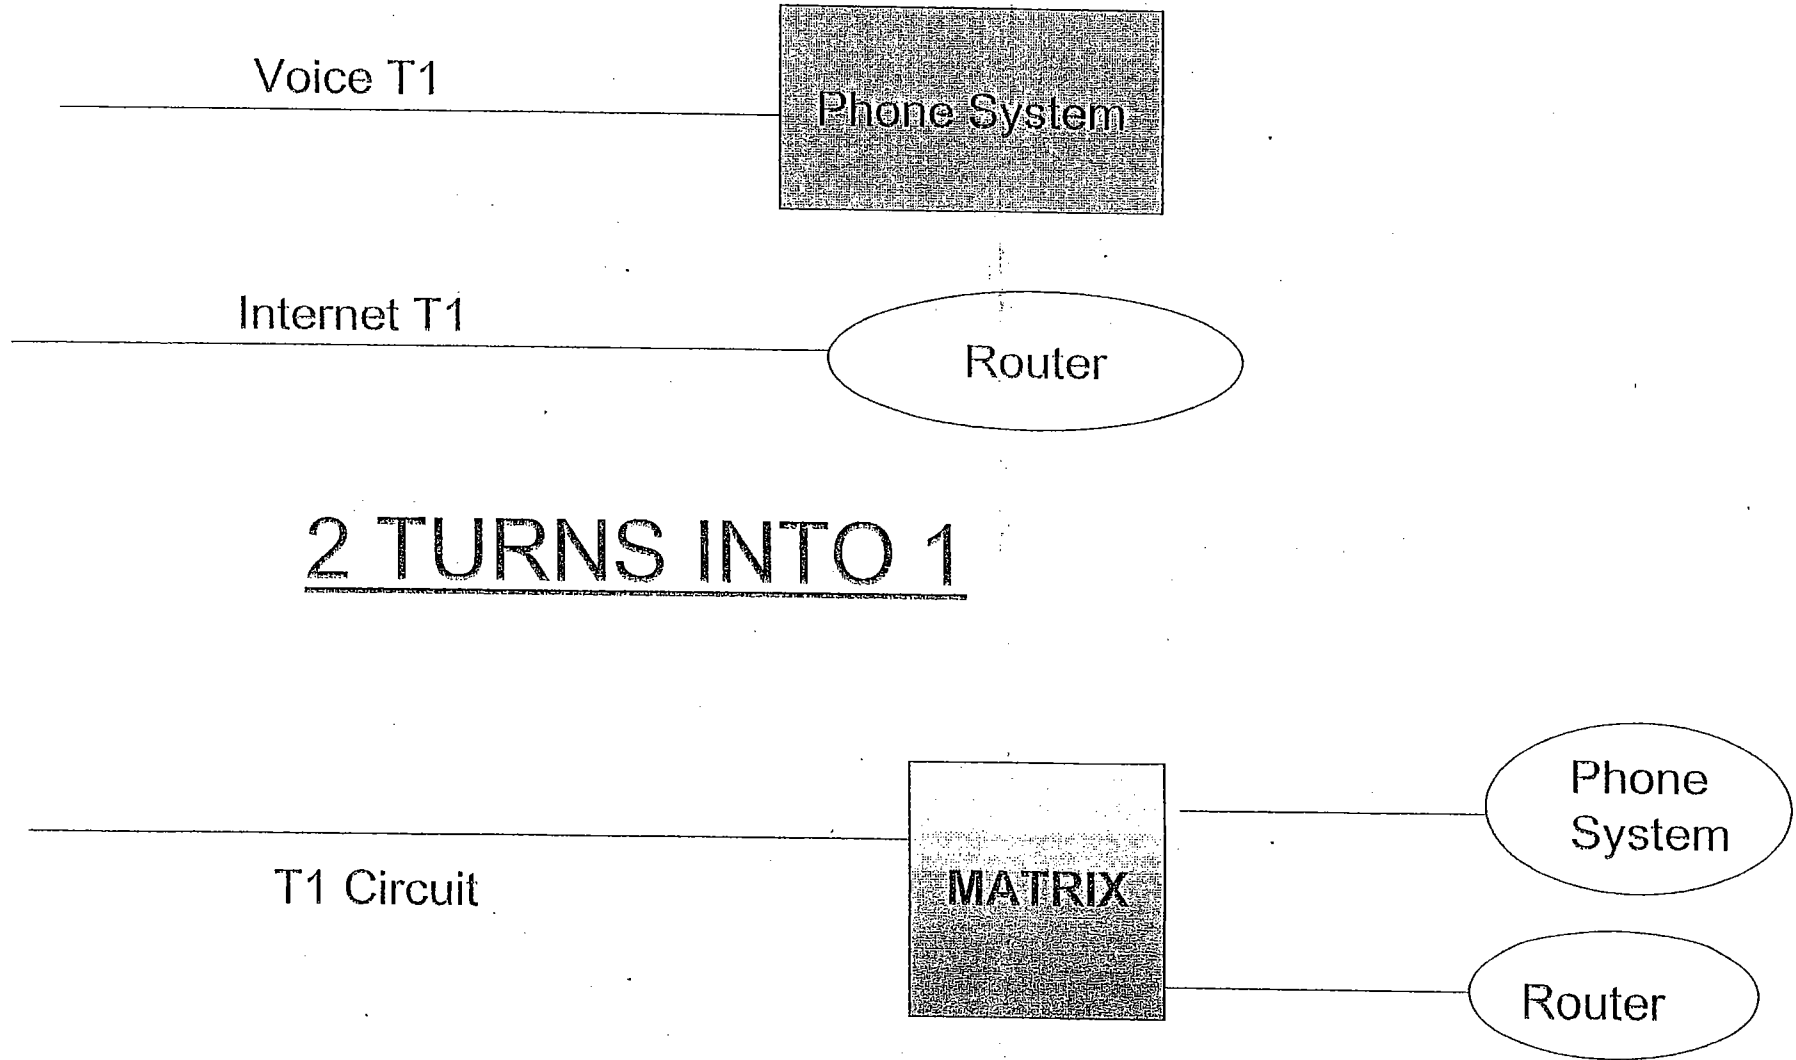 Voice T1
Phone System
Internet T1
Router
2 TURNS INTO 1
T1 Circuit
MATRIX
Phone
System
Router